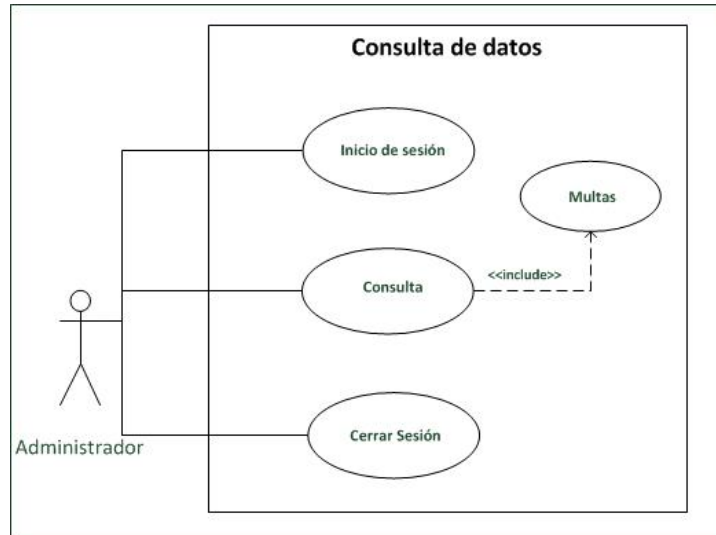 Consulta de datos
Inicio de sesión
Multas
<<include>>
Consulta
Cerrar Sesión
Administrador